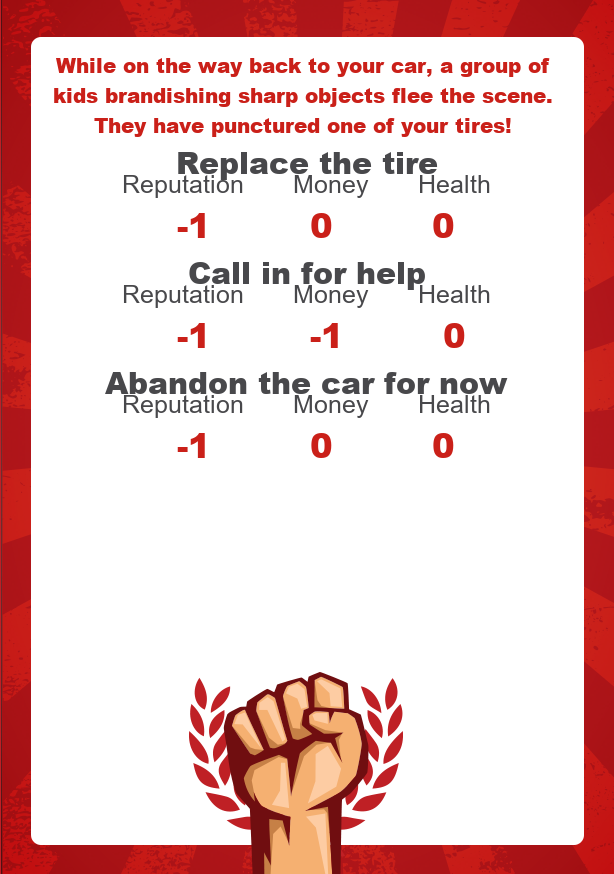 While on the way back to your car, a group of
kids brandishing sharp objects flee the scene.
They have punctured one of your tires!
Replace the tire
Reputation Money Health
-1 0 0
Call in for help
Reputation Money Health
-1 -1 0
Abandon the car for now
Reputation Money Health
-1 0 0